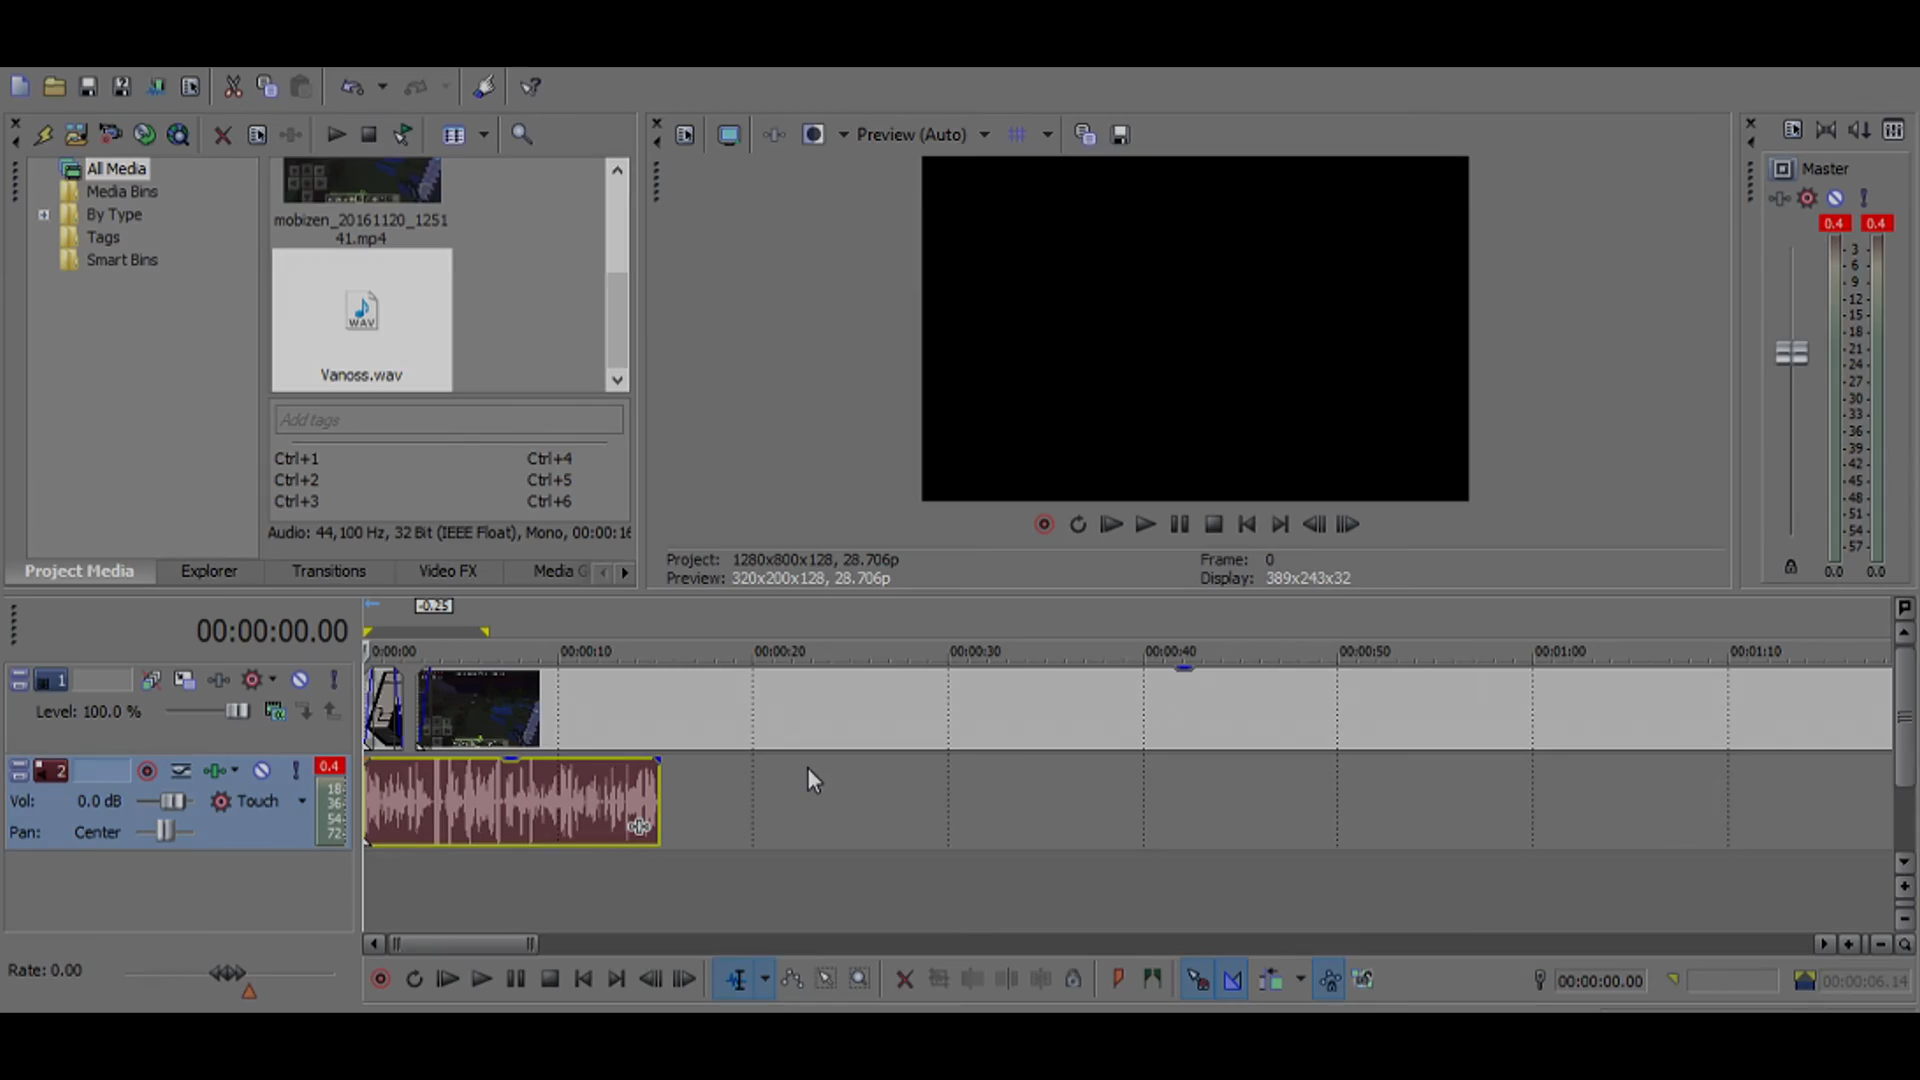 Preview (Auto)
All Media
Media Bins
By Type
Tags
Smart Bins
mobizen_20161120_1251
41.mp4
WAV
Vanoss.wav
Add tags
Ctrl+1
Ctrl+4
Ctrl+2
Ctrl+5
Ctrl+3
Ctrl+6
Audio: 44,100 Hz, 32 Bit (IEEE Float), Mono, 00:00:16
Project Media
Explorer
Transitions
Video FX
Media G
Project: 1280x800x128, 28.706p
Preview: 320x200x128, 28.706p
Frame: 0
Display: 389x243x32
Master
0.4 0.4
3
6
9
-12-
-15-
-18-
-21-
-24-
-27-
-30-
-33-
-36-
-39-
-42-
-45-
-48-
-51-
-54-
-57-
0.0 0.0
00:00:00.00
-0.25
0:00:00
00:00:10
00:00:20
00:00:30
00:00:40
00:00:50
00:01:00
00:01:10
1
Level: 100.0 %
2
0.4
Vol: 0.0 dB
Touch
Pan: Center
18
36
54
72
Rate: 0.00
00:00:00.00
00:00:06.14